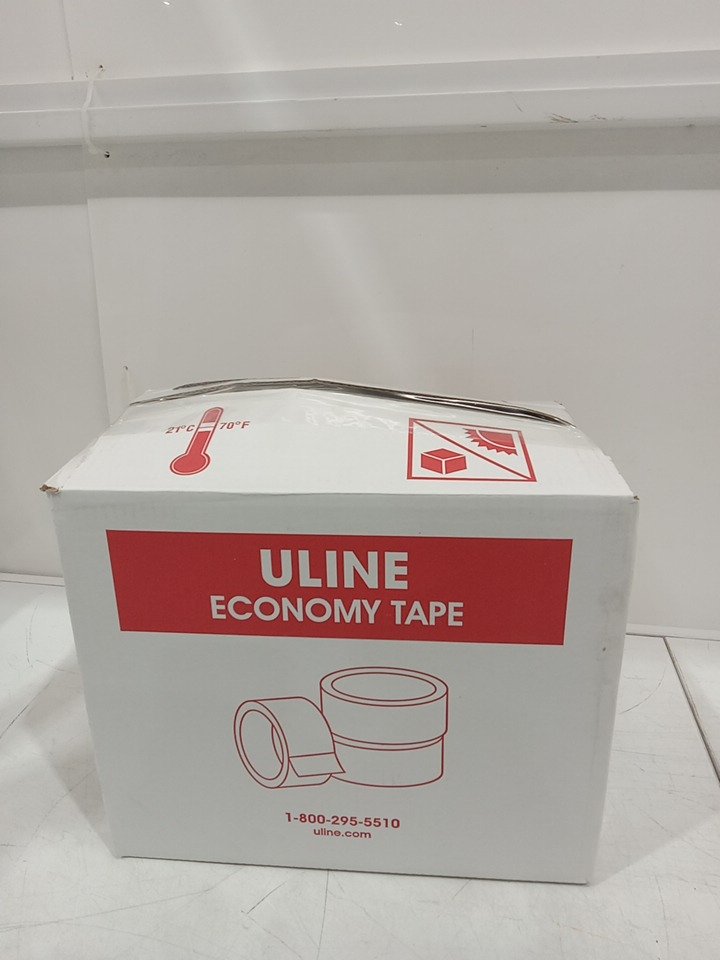 21°C 70°F
ULINE
ECONOMY TAPE
1-800-295-5510
uline.com